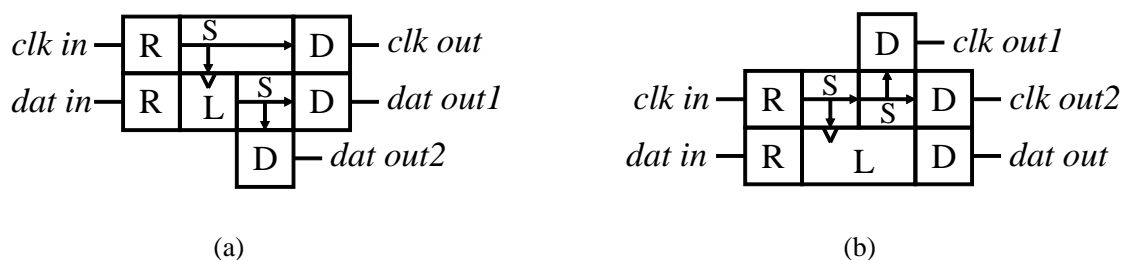 clk in R S D clk out
dat in R L S D dat out1
D dat out2
(a)
D clk out1
clk in R S S D clk out2
dat in R L D dat out
(b)